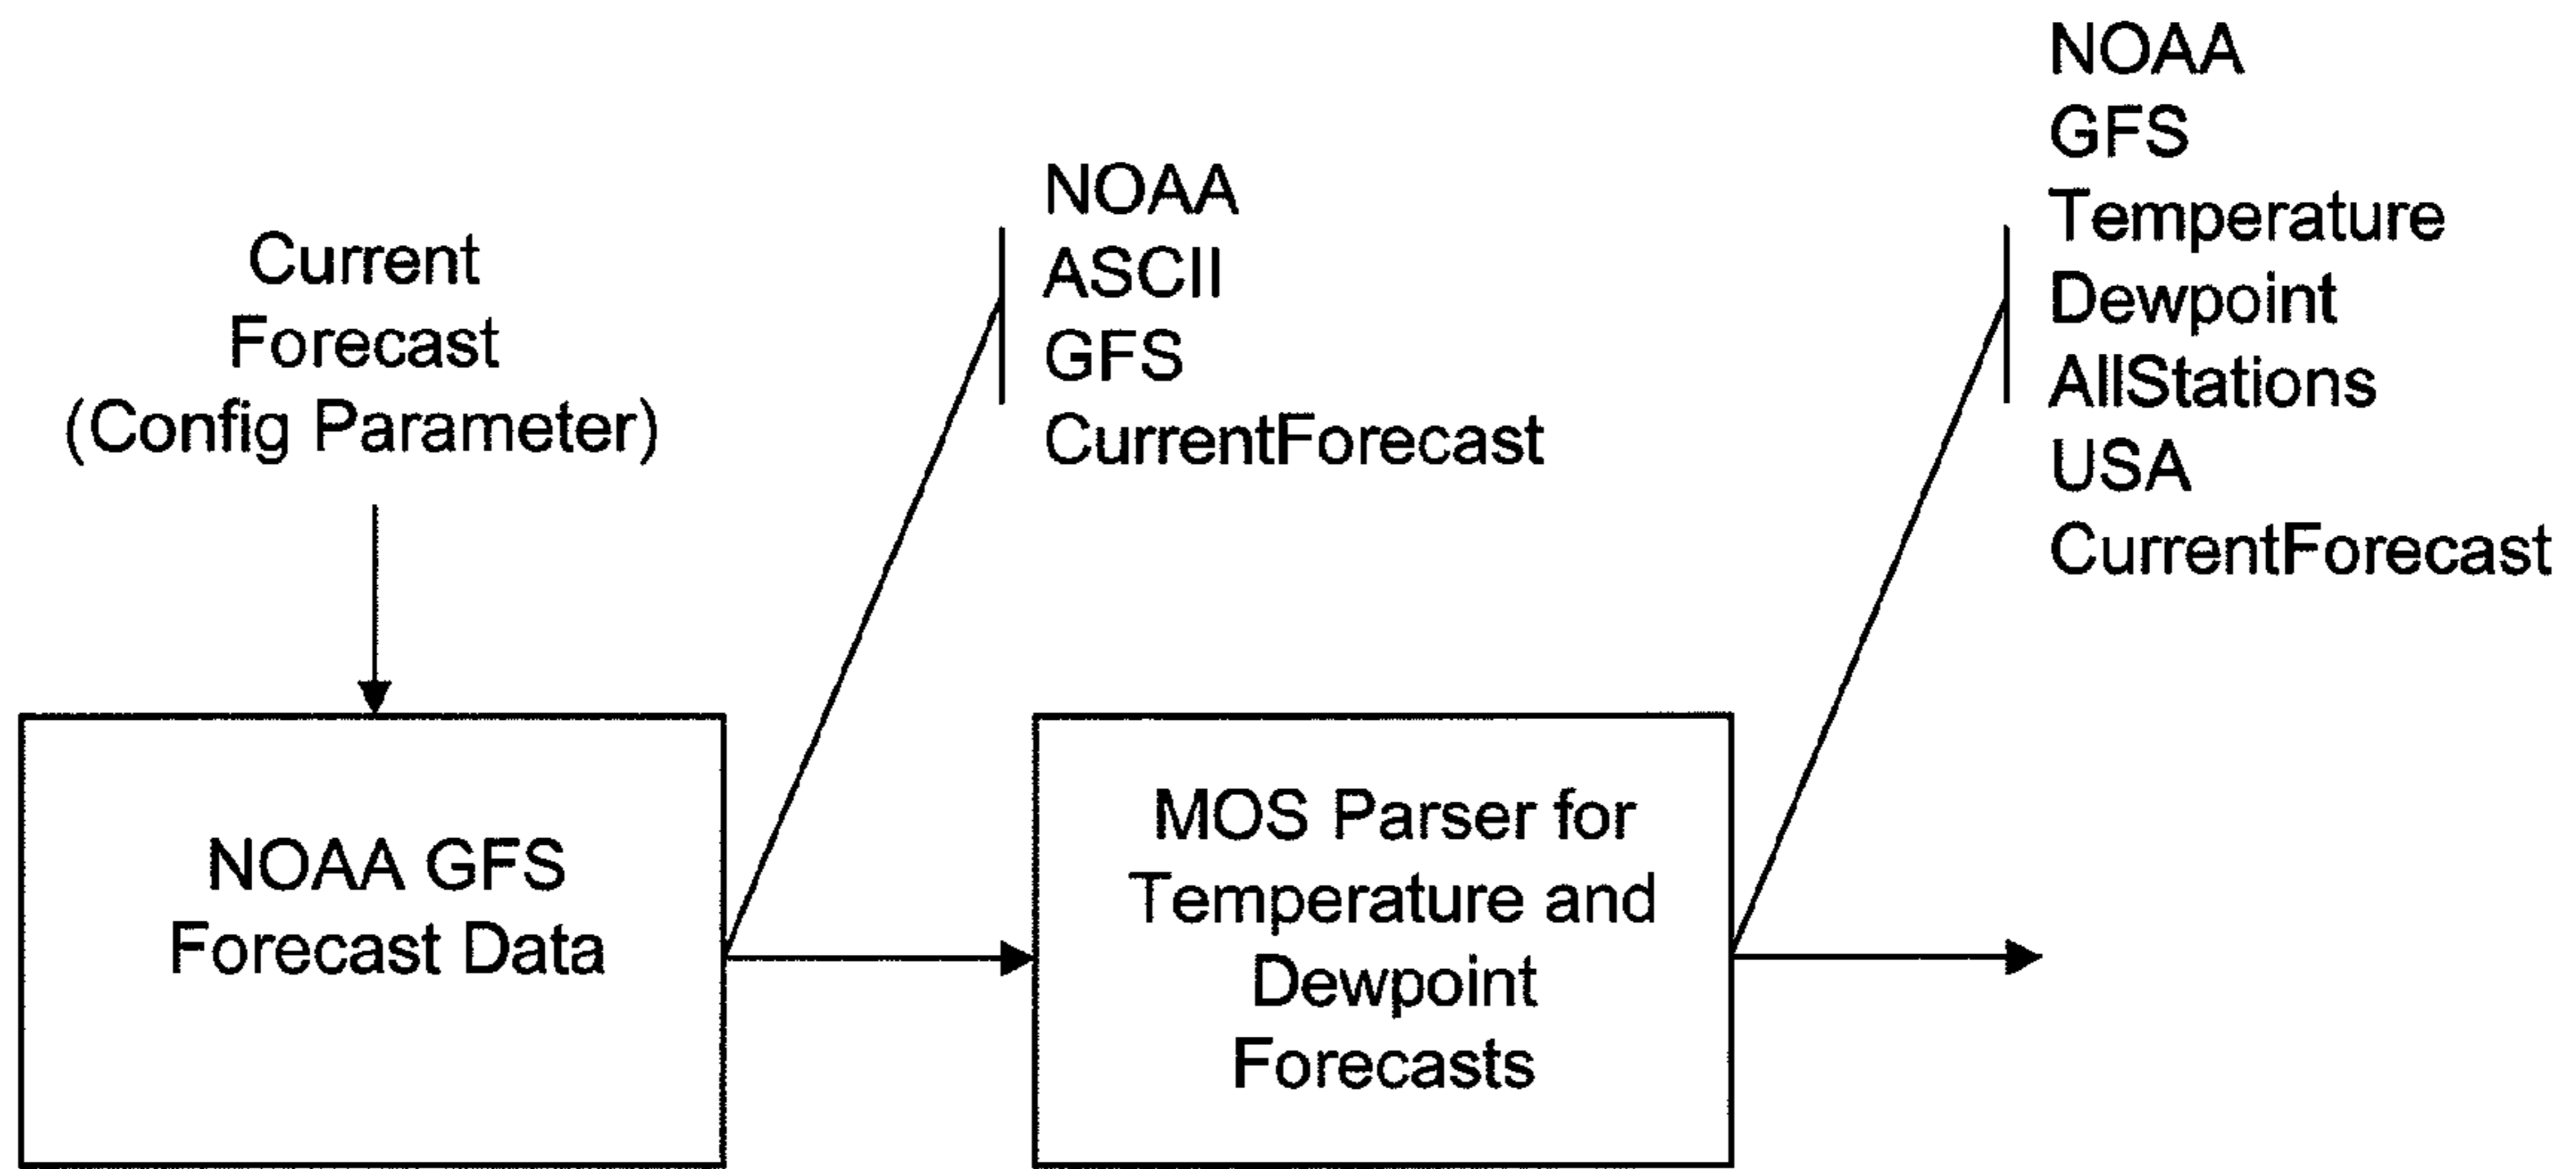 Current
Forecast
(Config Parameter)
NOAA
ASCII
GFS
CurrentForecast
NOAA
GFS
Temperature
Dewpoint
AllStations
USA
CurrentForecast
NOAA GFS
Forecast Data
MOS Parser for
Temperature and
Dewpoint
Forecasts